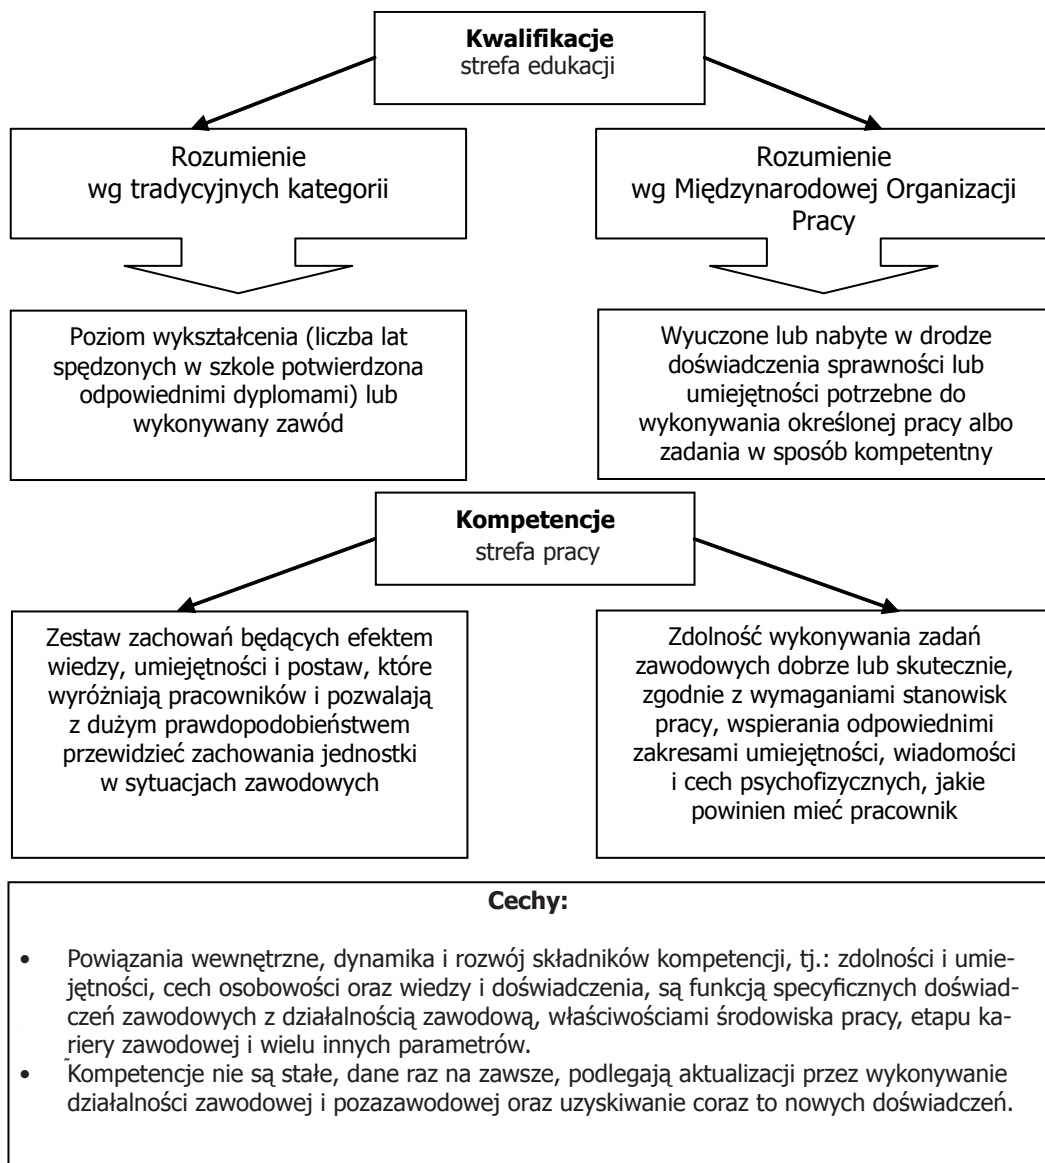 Kwalifikacje
strefa edukacji
Rozumienie
wg tradycyjnych kategorii
Rozumienie
wg Międzynarodowej Organizacji
Pracy
Poziom wykształcenia (liczba lat
spędzonych w szkole potwierdzona
odpowiednimi dyplomami) lub
wykonywany zawód
Wyuczone lub nabyte w drodze
doświadczenia sprawności lub
umiejętności potrzebne do
wykonywania określonej pracy albo
zadania w sposób kompetentny
Kompetencje
strefa pracy
Zestaw zachowań będących efektem
wiedzy, umiejętności i postaw, które
wyróżniają pracowników i pozwalają
z dużym prawdopodobieństwem
przewidzieć zachowania jednostki
w sytuacjach zawodowych
Zdolność wykonywania zadań
zawodowych dobrze lub skutecznie,
zgodnie z wymaganiami stanowisk
pracy, wspierania odpowiednimi
zakresami umiejętności, wiadomości
i cech psychofizycznych, jakie
powinien mieć pracownik
Cechy:
• Powiązania wewnętrzne, dynamika i rozwój składników kompetencji, tj.: zdolności i umie-
jętności, cech osobowości oraz wiedzy i doświadczenia, są funkcją specyficznych doświad-
czeń zawodowych z działalnością zawodową, właściwościami środowiska pracy, etapu ka-
riery zawodowej i wielu innych parametrów.
• Kompetencje nie są stałe, dane raz na zawsze, podlegają aktualizacji przez wykonywanie
działalności zawodowej i pozazawodowej oraz uzyskiwanie coraz to nowych doświadczeń.